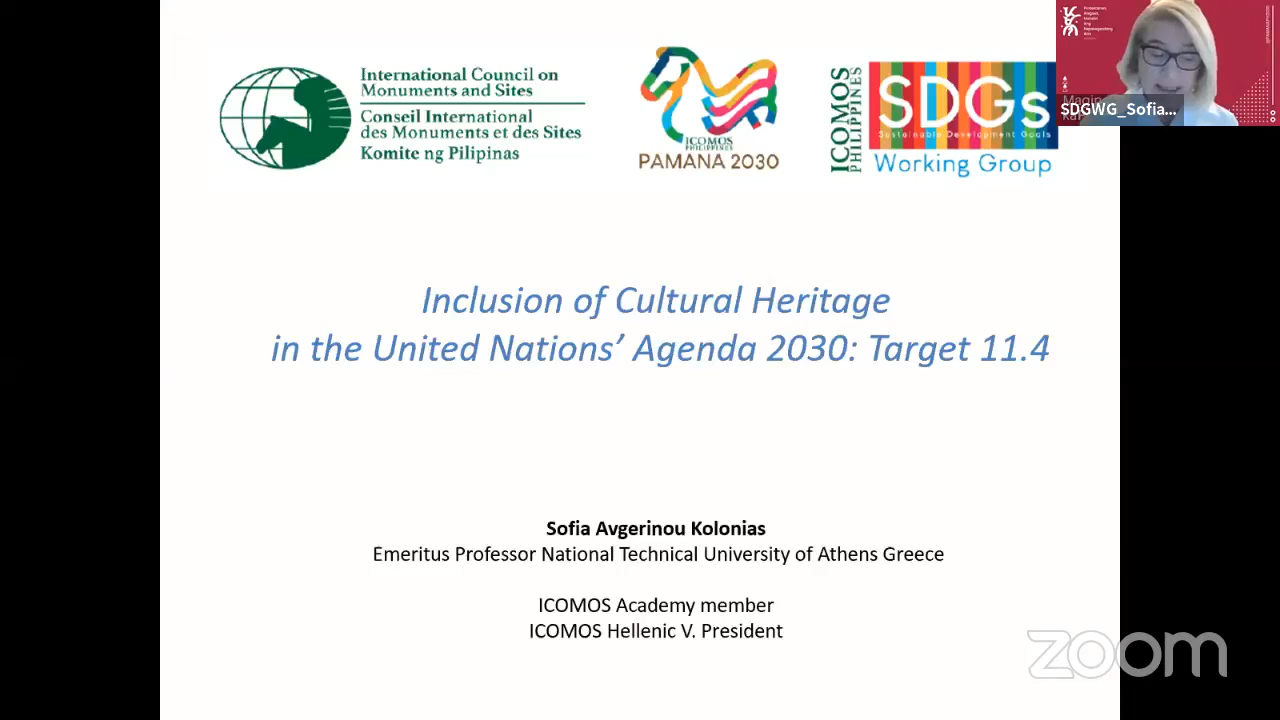 International Council on
Monuments and Sites
Conseil International
des Monuments et des Sites
Komite ng Pilipinas
ICOMOS
PHILIPPINES
PAMANA 2030
ICOMOS
PHILIPPINES
SDGs
Sustainable Development Goals
Working Group
SDGWG_Sofia...
Inclusion of Cultural Heritage
in the United Nations’ Agenda 2030: Target 11.4
Sofia Avgerinou Kolonias
Emeritus Professor National Technical University of Athens Greece
ICOMOS Academy member
ICOMOS Hellenic V. President
zoom